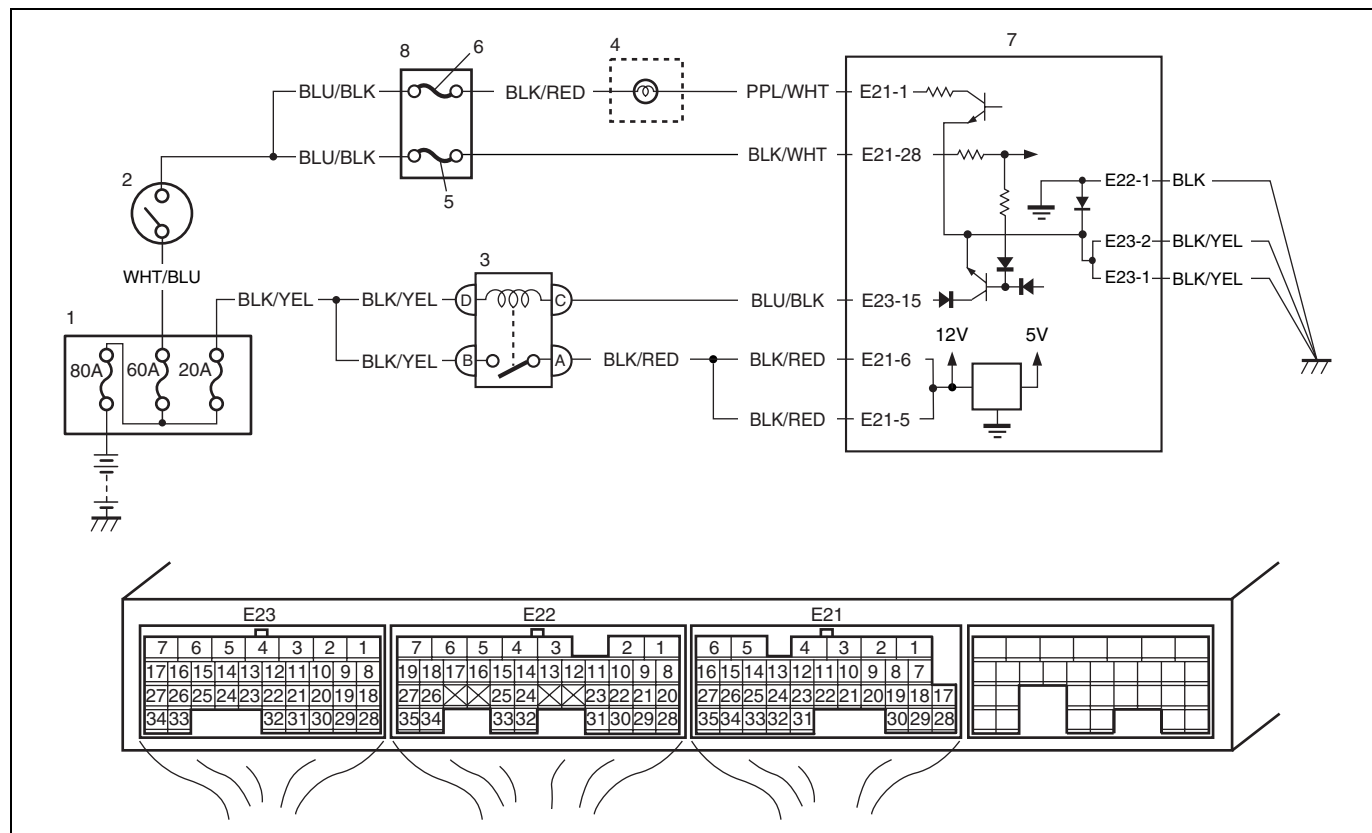 7
8 6 4
BLU/BLK BLK/RED PPL/WHT E21-1
BLU/BLK BLK/WHT E21-28
5
2
E22-1 BLK
E23-2 BLK/YEL
E23-1 BLK/YEL
WHT/BLU
3
BLK/YEL BLK/YEL D C BLU/BLK E23-15
1
12V 5V
BLK/YEL B A BLK/RED BLK/RED E21-6
80A 60A 20A
BLK/RED E21-5
E23 E22 E21
7 6 5 4 3 2 1 7 6 5 4 3 2 1 6 5 4 3 2 1
17 16 15 14 13 12 11 10 9 8 19 18 17 16 15 14 13 12 11 10 9 8 16 15 14 13 12 11 10 9 8 7
27 26 25 24 23 22 21 20 19 18 27 26 25 24 23 22 21 20 27 26 25 24 23 22 21 20 19 18 17
34 33 32 31 30 29 28 35 34 33 32 31 30 29 28 35 34 33 32 31 30 29 28